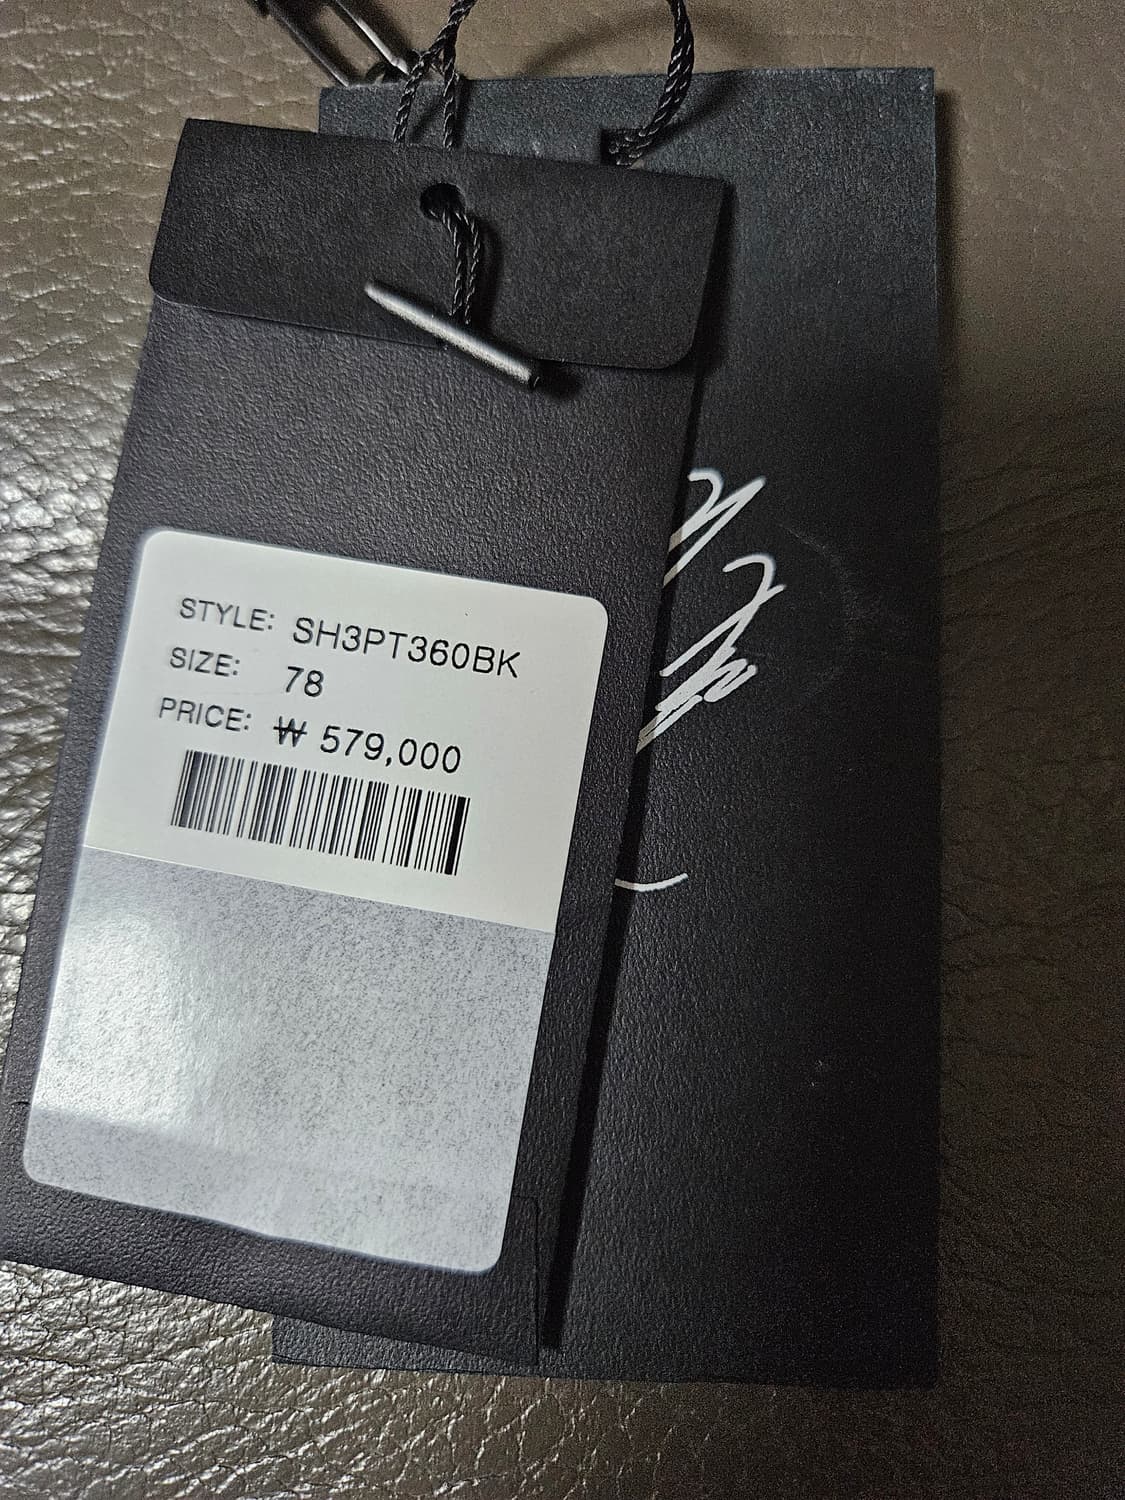 STYLE: SH3PT360BK
SIZE: 78
PRICE: ₩ 579,000